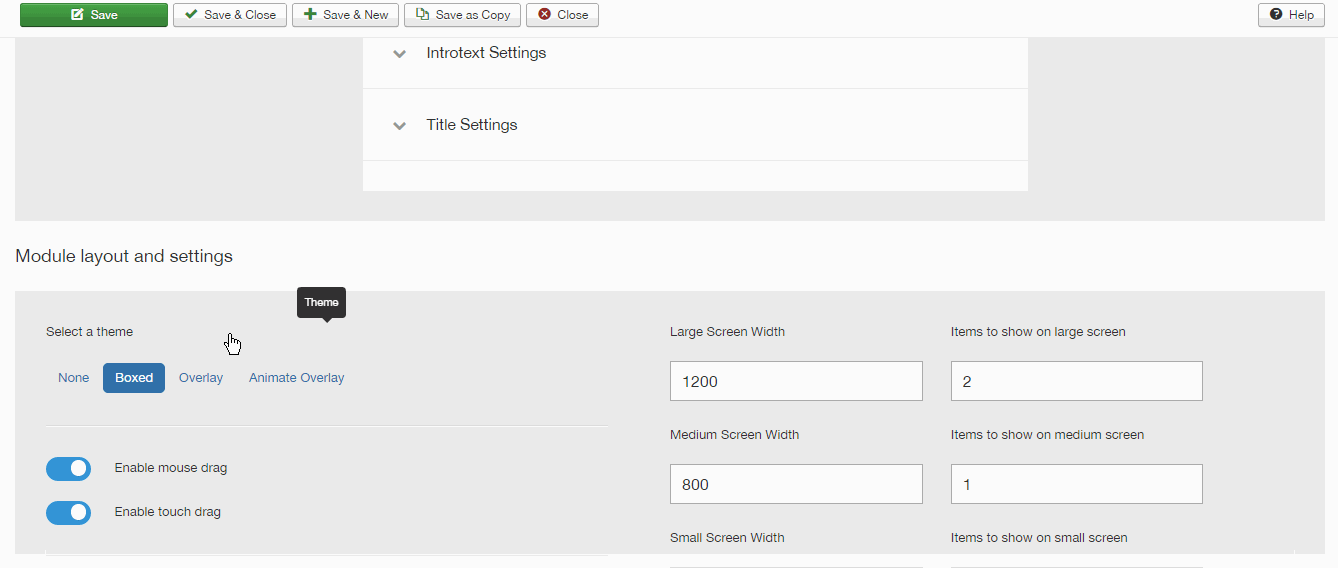 Save
Save & Close
Save & New
Save as Copy
Close
Help
Introtext Settings
Title Settings
Module layout and settings
Theme
Select a theme
None
Boxed
Overlay
Animate Overlay
Enable mouse drag
Enable touch drag
Large Screen Width
Items to show on large screen
1200
2
Medium Screen Width
Items to show on medium screen
800
1
Small Screen Width
Items to show on small screen